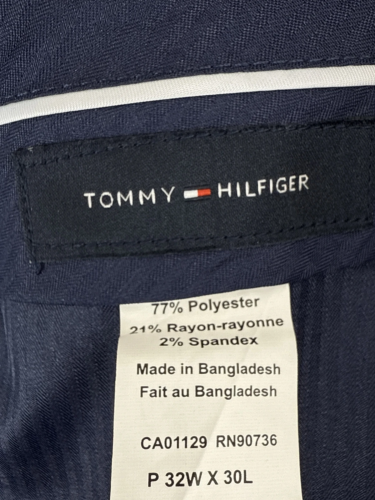 TOMMY HILFIGER
77% Polyester
21% Rayon-rayonne
2% Spandex
Made in Bangladesh
Fait au Bangladesh
CA01129 RN90736
P 32W X 30L